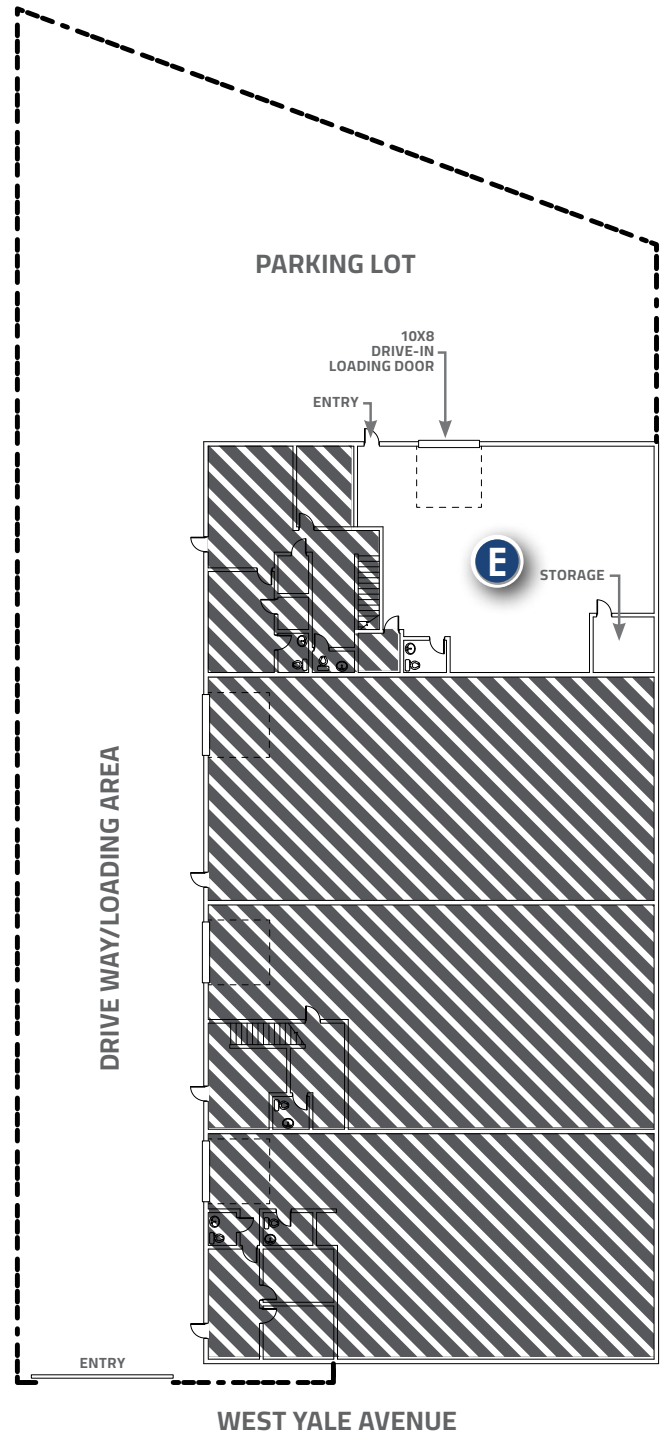 PARKING LOT
10X8
DRIVE-IN
LOADING DOOR
ENTRY
E
STORAGE
DRIVE WAY/LOADING AREA
ENTRY
WEST YALE AVENUE